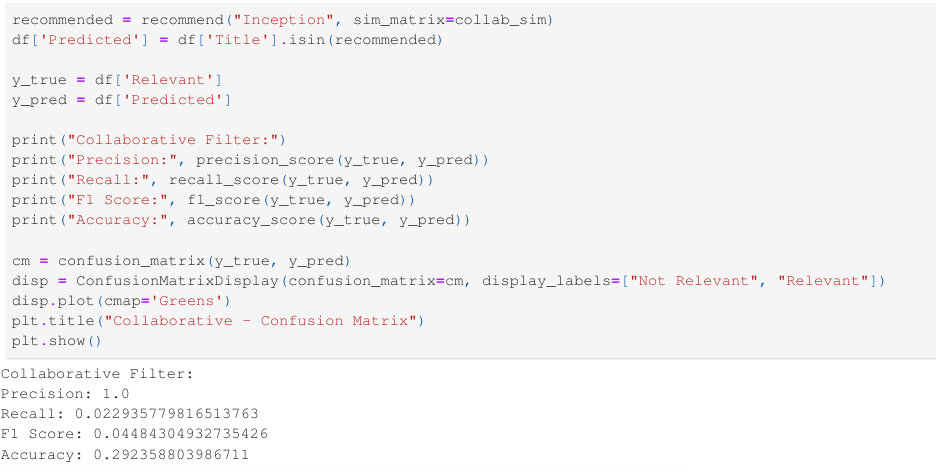 recommended = recommend("Inception", sim_matrix=collab_sim)
df['Predicted'] = df['Title'].isin(recommended)
y_true = df['Relevant']
y_pred = df['Predicted']
print("Collaborative Filter:")
print("Precision:", precision_score(y_true, y_pred))
print("Recall:", recall_score(y_true, y_pred))
print("F1 Score:", f1_score(y_true, y_pred))
print("Accuracy:", accuracy_score(y_true, y_pred))
cm = confusion_matrix(y_true, y_pred)
disp = ConfusionMatrixDisplay(confusion_matrix=cm, display_labels=["Not Relevant", "Relevant"])
disp.plot(cmap='Greens')
plt.title("Collaborative – Confusion Matrix")
plt.show()
Collaborative Filter:
Precision: 1.0
Recall: 0.022935779816513763
F1 Score: 0.04484304932735426
Accuracy: 0.292358803986711